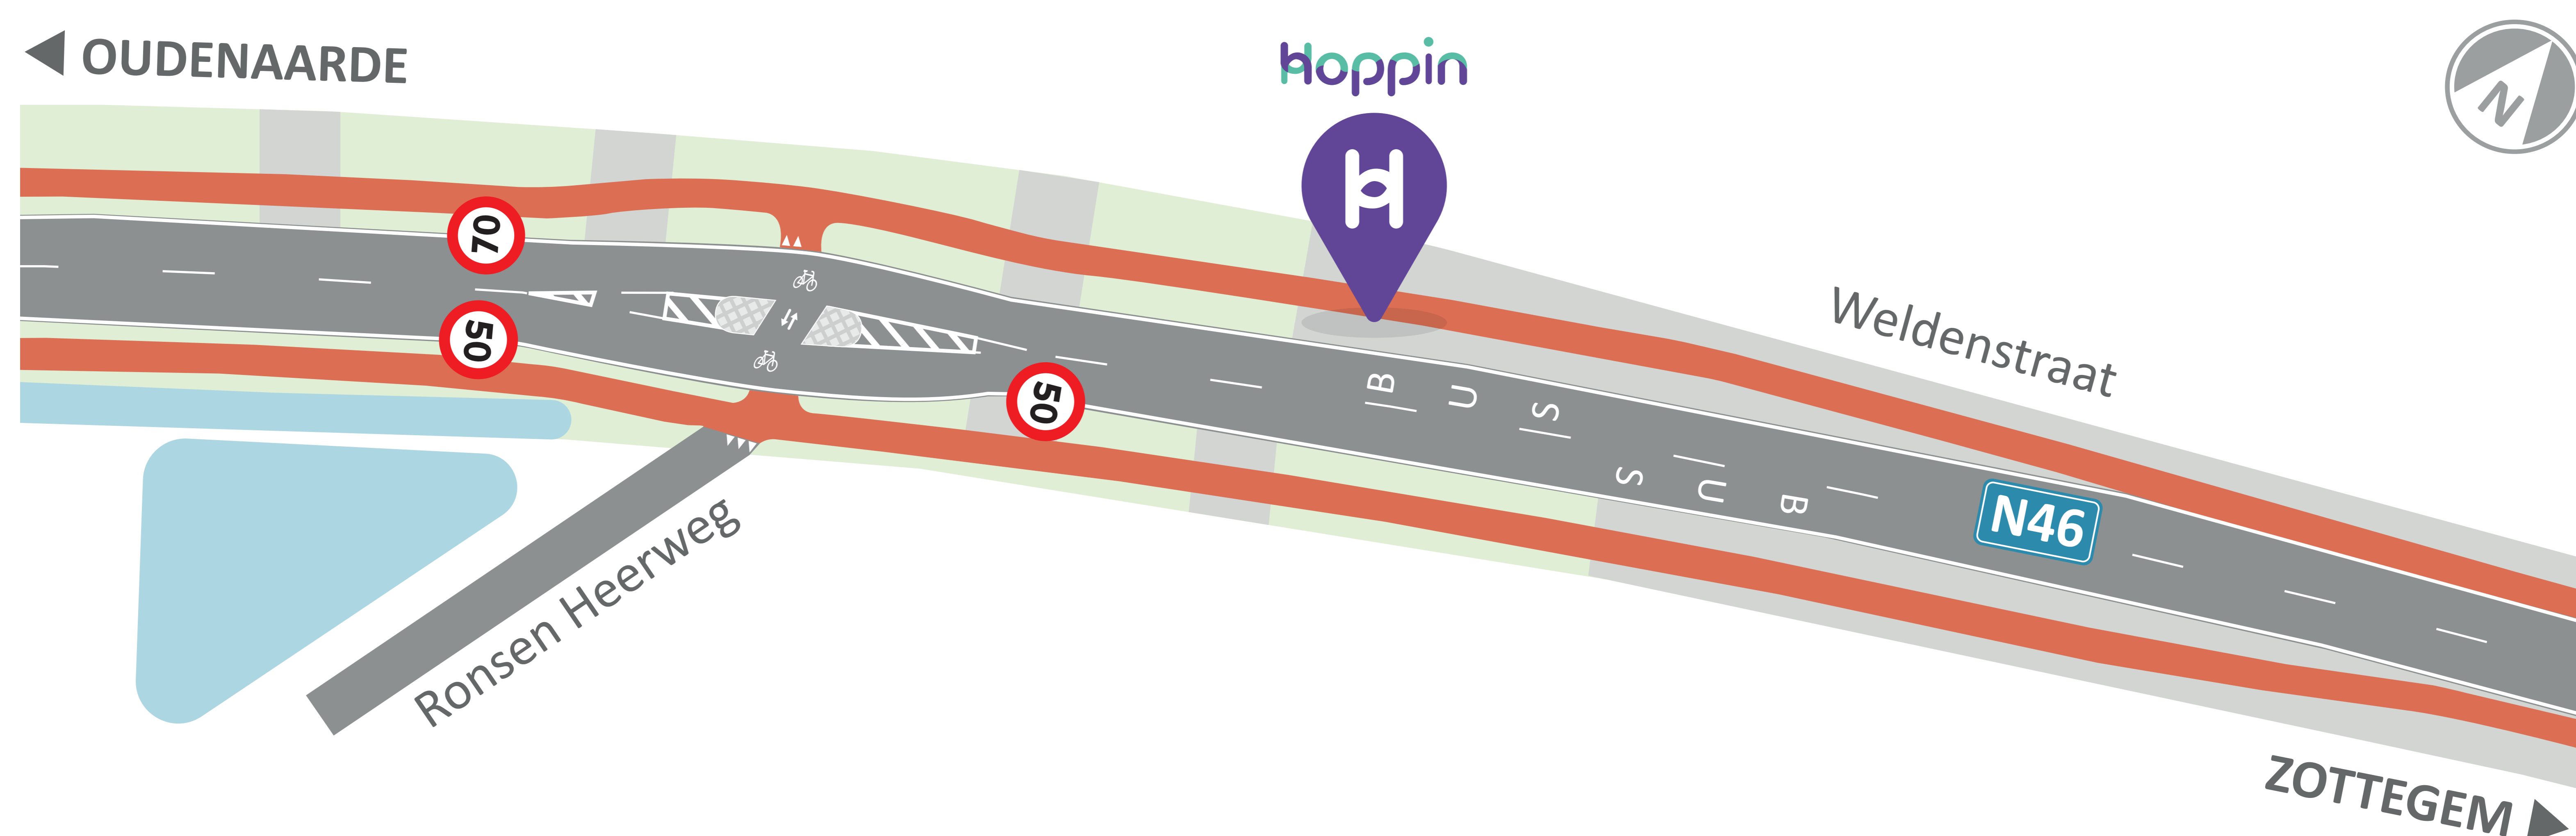 OUDENAARDE
hoppin
N
H
70
50
50
Weldenstraat
BUS
BUS
N46
Ronsen Heerweg
ZOTTEGEM